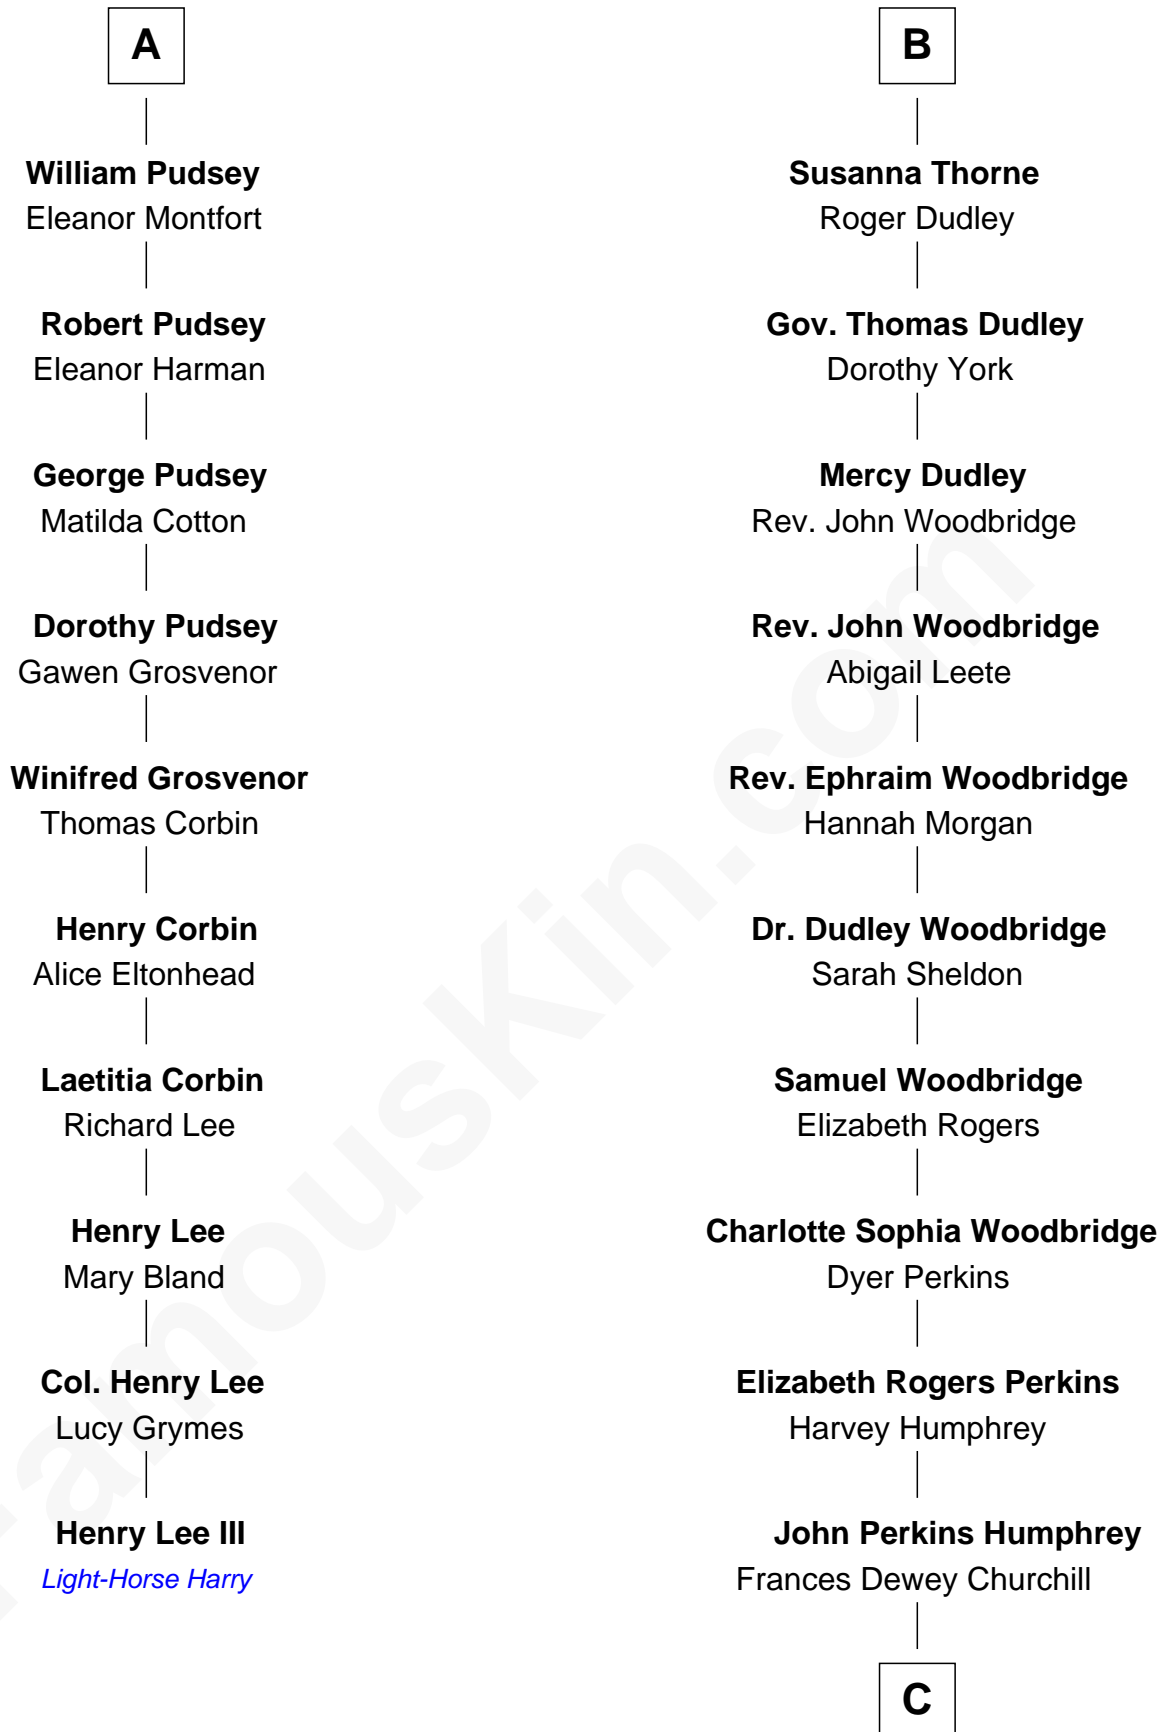 A
William Pudsey
Eleanor Montfort
Robert Pudsey
Eleanor Harman
George Pudsey
Matilda Cotton
Dorothy Pudsey
Gawen Grosvenor
Winifred Grosvenor
Thomas Corbin
Henry Corbin
Alice Eltonhead
Laetitia Corbin
Richard Lee
Henry Lee
Mary Bland
Col. Henry Lee
Lucy Grymes
Henry Lee III
Light-Horse Harry
B
Susanna Thorne
Roger Dudley
Gov. Thomas Dudley
Dorothy York
Mercy Dudley
Rev. John Woodbridge
Rev. John Woodbridge
Abigail Leete
Rev. Ephraim Woodbridge
Hannah Morgan
Dr. Dudley Woodbridge
Sarah Sheldon
Samuel Woodbridge
Elizabeth Rogers
Charlotte Sophia Woodbridge
Dyer Perkins
Elizabeth Rogers Perkins
Harvey Humphrey
John Perkins Humphrey
Frances Dewey Churchill
C
FamousKin.com